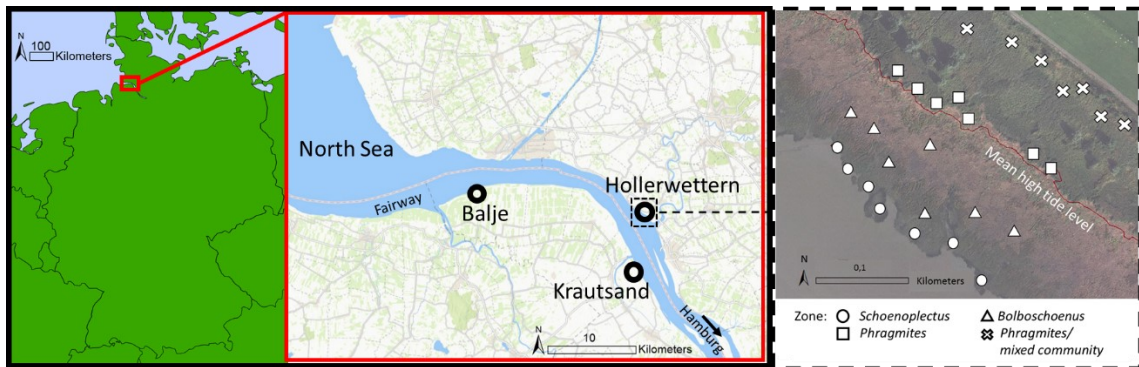 N
100
Kilometers
North Sea
Fairway
Balje
Hollerwettern
Krautsand
Hamburg
N
10
Kilometers
Mean high tide level
N
0,1
Kilometers
Zone:
Schoenoplectus
Bolboschoenus
Phragmites
Phragmites/
mixed community